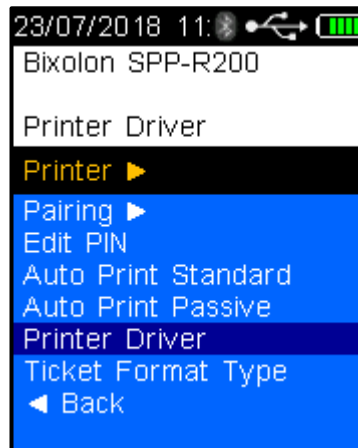 23/07/2018 11:
Bixolon SPP-R200
Printer Driver
Printer ▶
Pairing ▶
Edit PIN
Auto Print Standard
Auto Print Passive
Printer Driver
Ticket Format Type
◀ Back